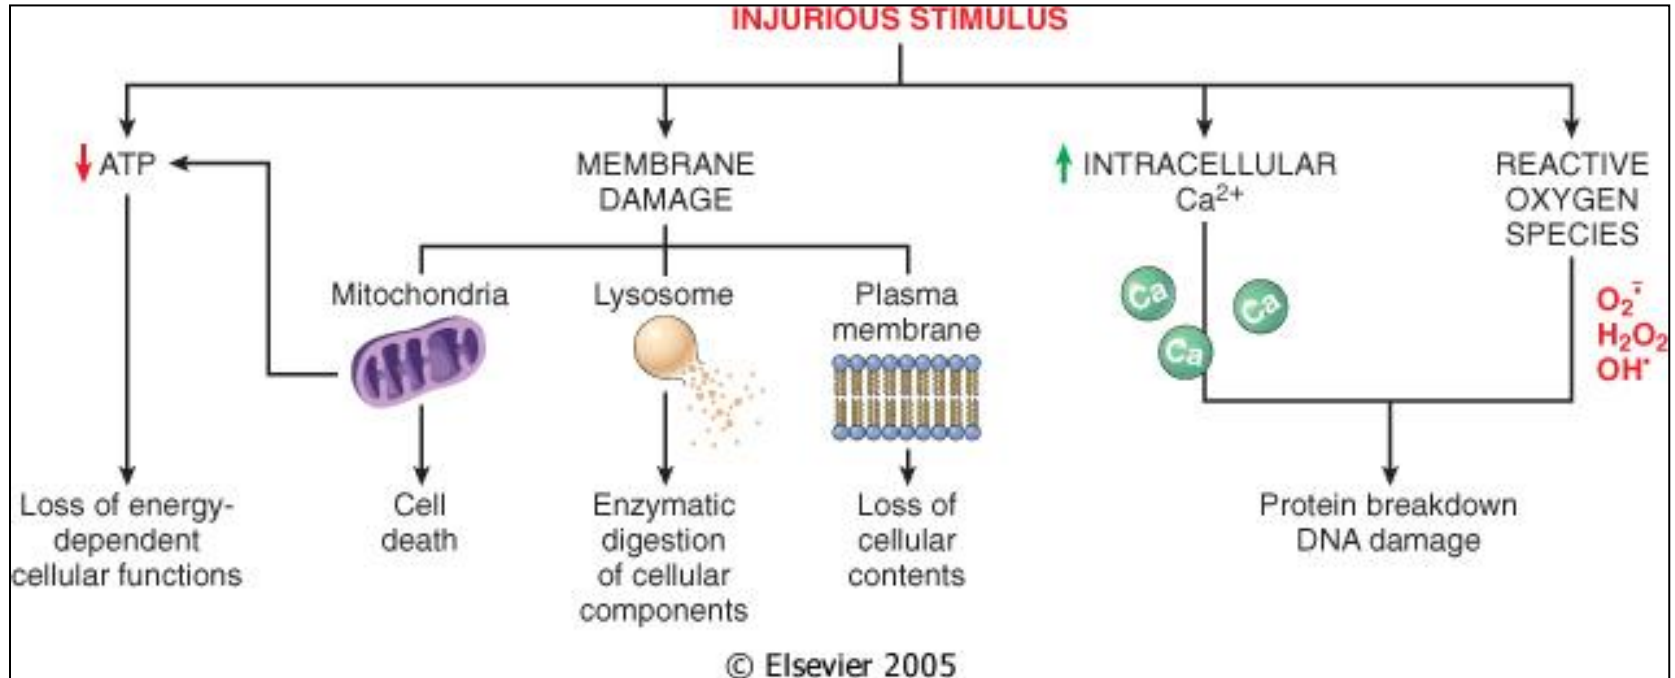 INJURIOUS STIMULUS
ATP
MEMBRANE
DAMAGE
INTRACELLULAR
Ca²⁺
REACTIVE
OXYGEN
SPECIES
Mitochondria
Lysosome
Plasma
membrane
Ca
Ca
Ca
O₂⨪
H₂O₂
OH•
Loss of energy-
dependent
cellular functions
Cell
death
Enzymatic
digestion
of cellular
components
Loss of
cellular
contents
Protein breakdown
DNA damage
© Elsevier 2005